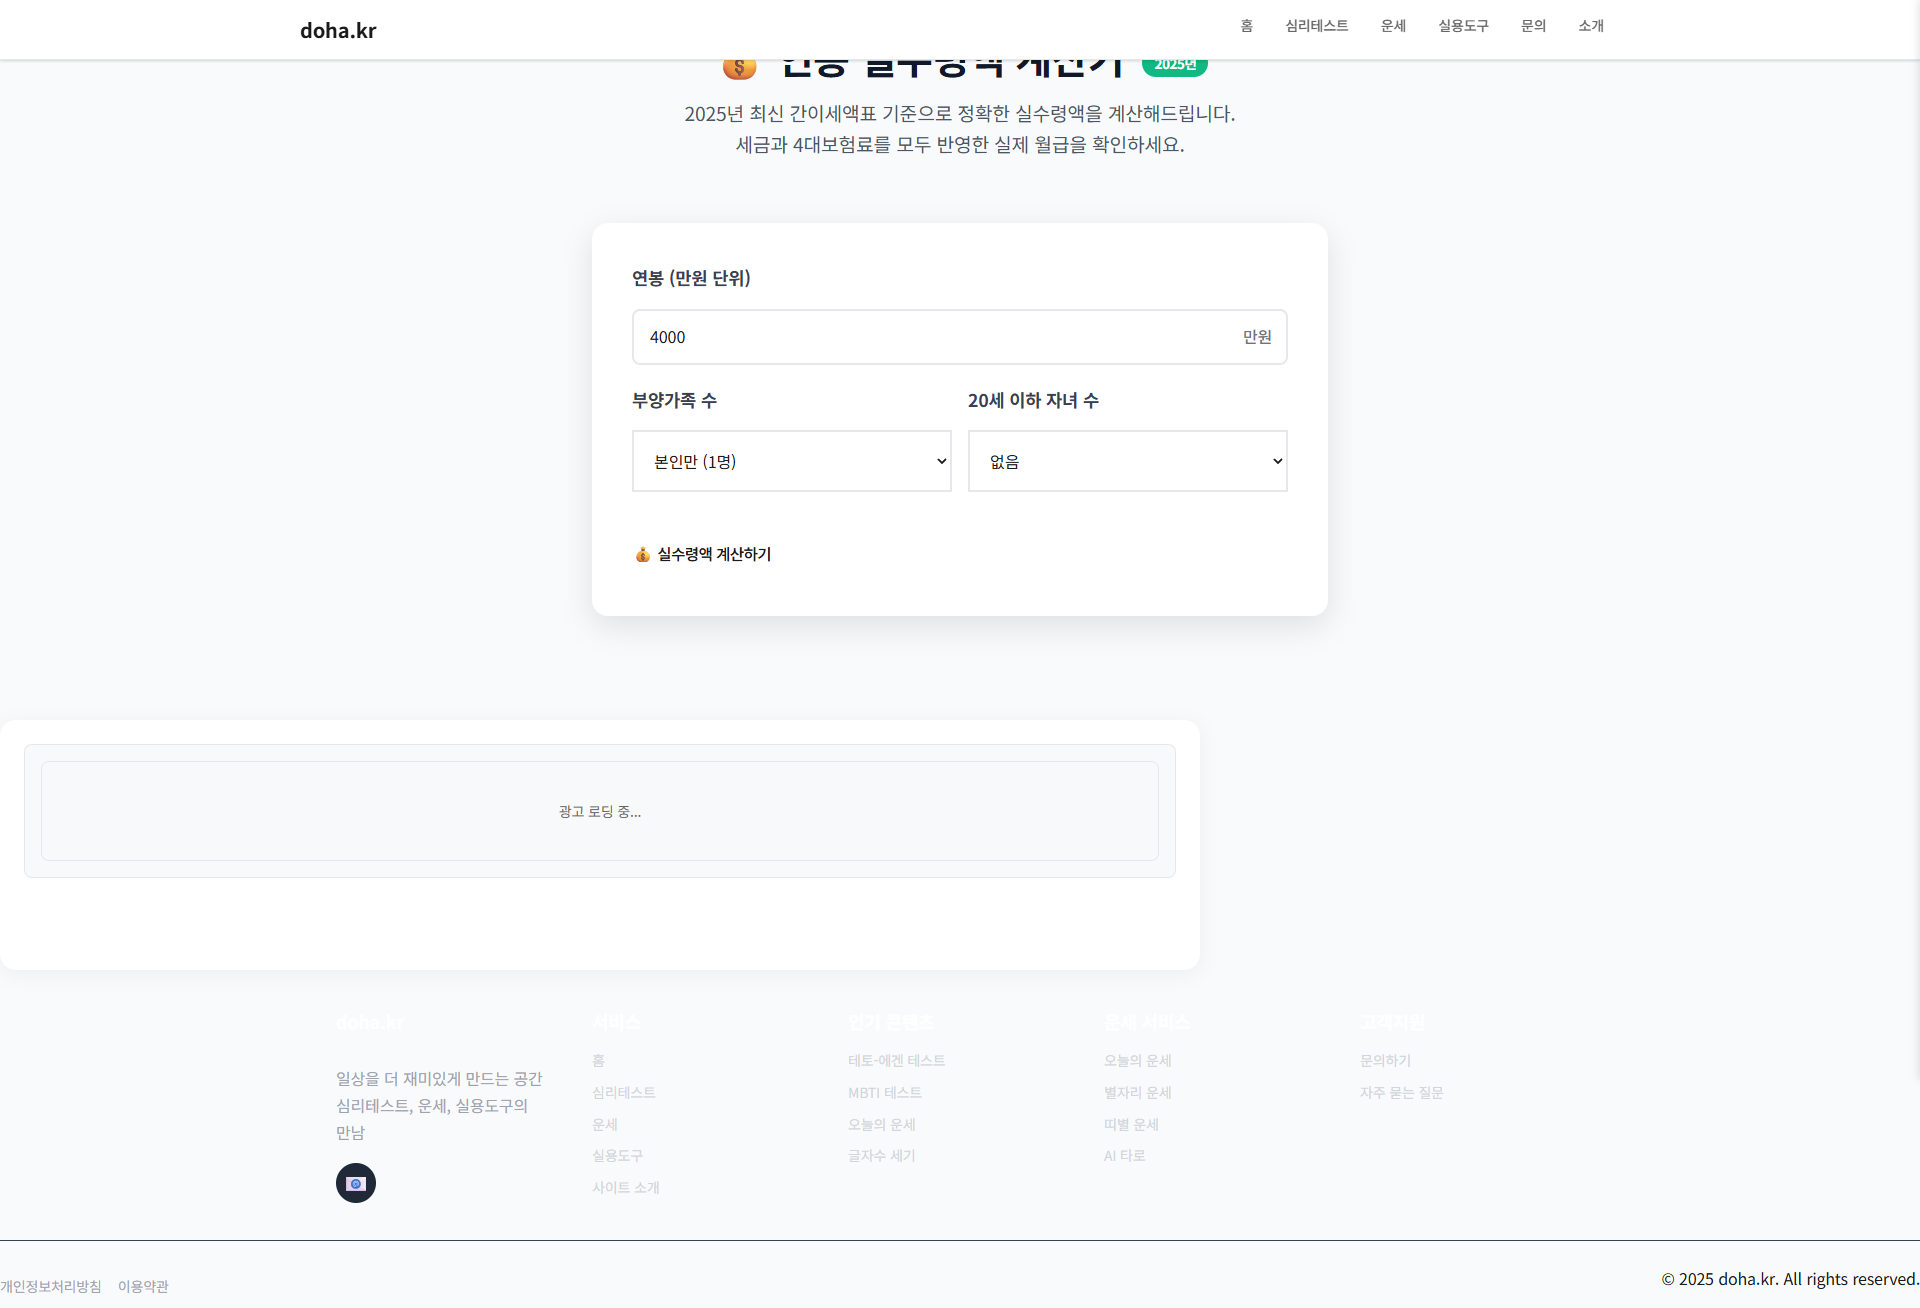 doha.kr
홈 심리테스트 운세 실용도구 문의 소개
연봉 실수령액 계산기 2025년
2025년 최신 간이세액표 기준으로 정확한 실수령액을 계산해드립니다.
세금과 4대보험료를 모두 반영한 실제 월급을 확인하세요.
연봉 (만원 단위)
4000 만원
부양가족 수 20세 이하 자녀 수
본인만 (1명) 없음
실수령액 계산하기
광고 로딩 중...
doha.kr
일상을 더 재미있게 만드는 공간
심리테스트, 운세, 실용도구의
만남
서비스
홈
심리테스트
운세
실용도구
사이트 소개
인기 콘텐츠
테토-에겐 테스트
MBTI 테스트
오늘의 운세
글자수 세기
운세 서비스
오늘의 운세
별자리 운세
띠별 운세
AI 타로
고객지원
문의하기
자주 묻는 질문
개인정보처리방침 이용약관
© 2025 doha.kr. All rights reserved.